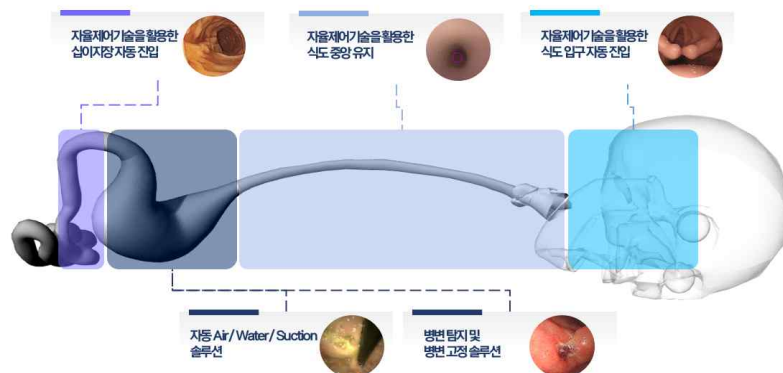 자율제어기술을 활용한
십이지장 자동 진입
자율제어기술을 활용한
식도 중앙 유지
자율제어기술을 활용한
식도 입구 자동 진입
자동 Air / Water / Suction
솔루션
병변 탐지 및
병변 고정 솔루션